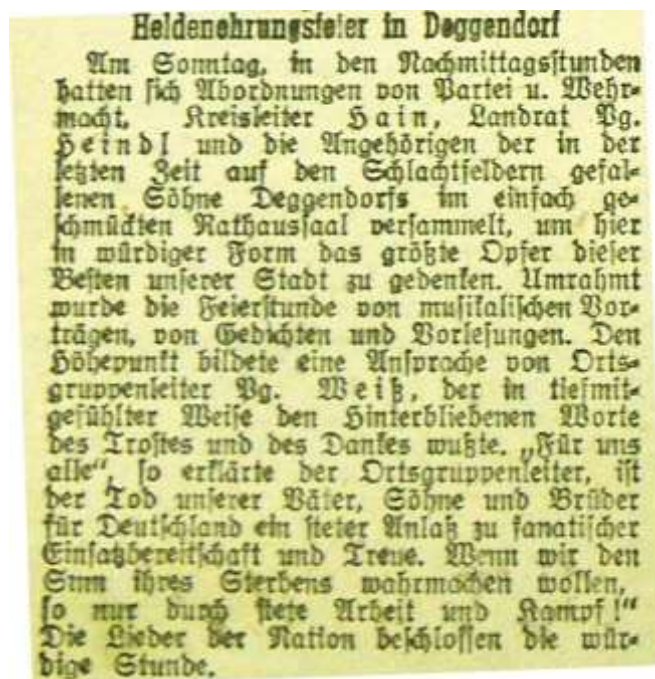 Heldenehrungsfeier in Deggendorf
Am Sonntag, in den Nachmittagsstunden
hatten sich Abordnungen von Partei u. Wehr-
macht, Kreisleiter Hain, Landrat Pg.
Heindl und die Angehörigen der in der
letzten Zeit auf den Schlachtfeldern gefal-
lenen Söhne Deggendorfs im einfach ge-
schmückten Rathaussaal versammelt, um hier
in würdiger Form das größte Opfer dieser
Besten unserer Stadt zu gedenken. Umrahmt
wurde die Feierstunde von musikalischen Vor-
trägen, von Gedichten und Vorlesungen. Den
Höhepunkt bildete eine Ansprache von Orts-
gruppenleiter Pg. Weiß, der in tiefmit-
gefühlter Weise den Hinterbliebenen Worte
des Trostes und des Dankes wußte. „Für uns
alle“, so erklärte der Ortsgruppenleiter, ist
der Tod unserer Väter, Söhne und Brüder
für Deutschland ein steter Anlaß zu fanatischer
Einsatzbereitschaft und Treue. Wenn wir den
Sinn ihres Sterbens wahrmachen wollen,
so nur durch stete Arbeit und Kampf!“
Die Lieder der Nation beschlossen die wür-
dige Stunde.